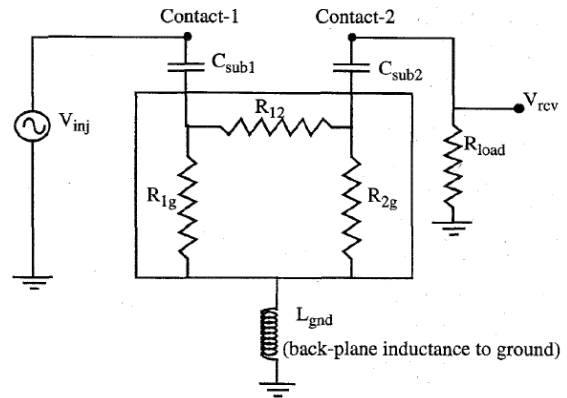 Contact-1
Contact-2
Csub1
Csub2
R12
Vinj
Vrcv
Rload
R1g
R2g
Lgnd
(back-plane inductance to ground)